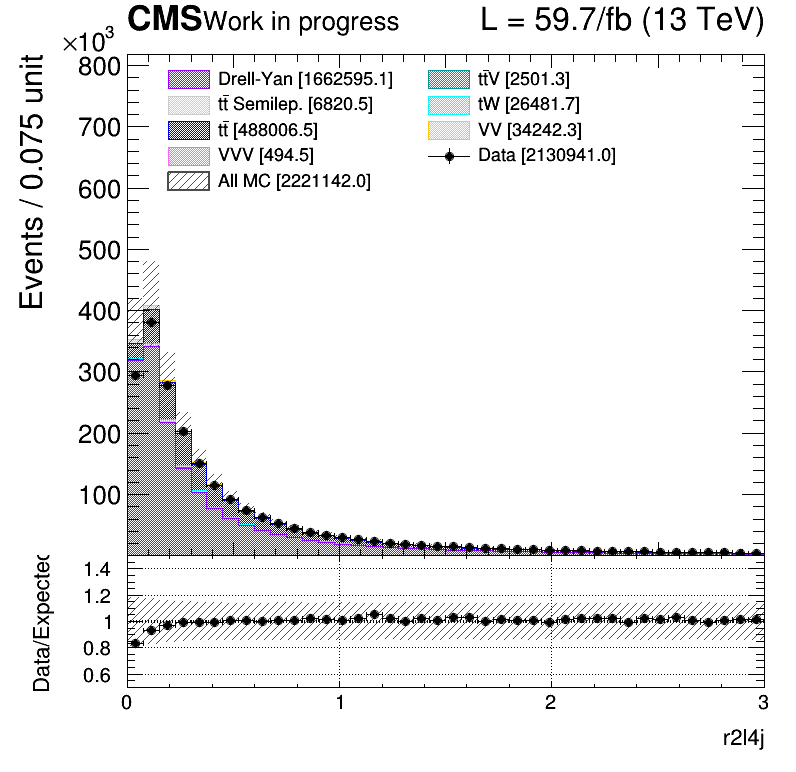 CMS Work in progress L = 59.7/fb (13 TeV)
×10³
Events / 0.075 unit
800
700
600
500
400
300
200
100
Drell-Yan [1662595.1]
tt̄ Semilep. [6820.5]
tt̄ [488006.5]
VVV [494.5]
All MC [2221142.0]
tt̄V [2501.3]
tW [26481.7]
VV [34242.3]
Data [2130941.0]
Data/Expected
1.4
1.2
1
0.8
0.6
0 1 2 3
r2l4j